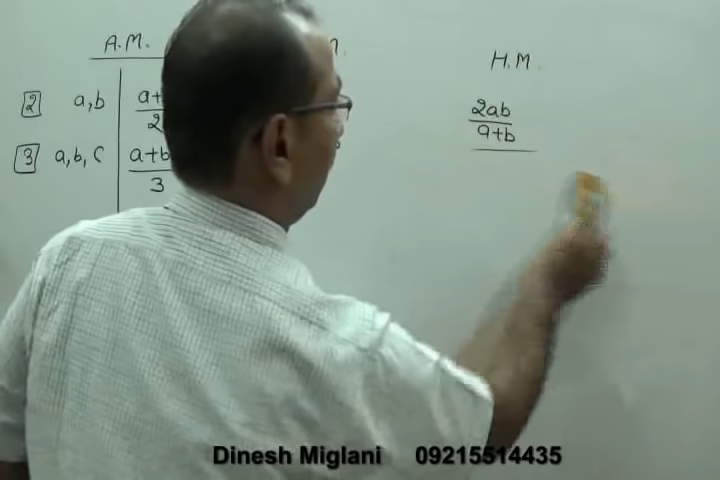 A.M. H.M.
2 a,b a+ 2ab
2 a+b
3 a,b,c a+b
3
Dinesh Miglani 09215514435